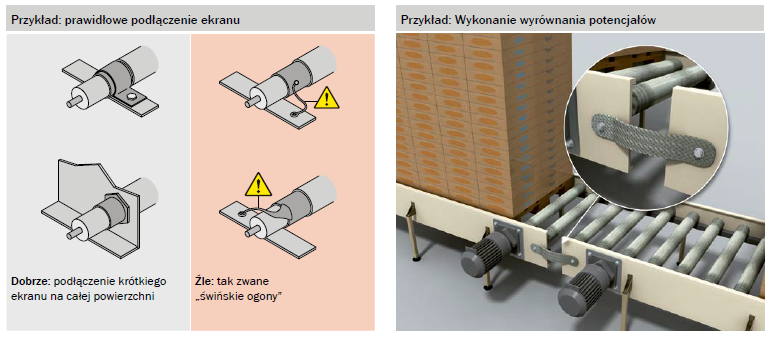 Przykład: prawidłowe podłączenie ekranu
Dobrze: podłączenie krótkiego
ekranu na całej powierzchni
Źle: tak zwane
„świńskie ogony”
Przykład: Wykonanie wyrównania potencjałów